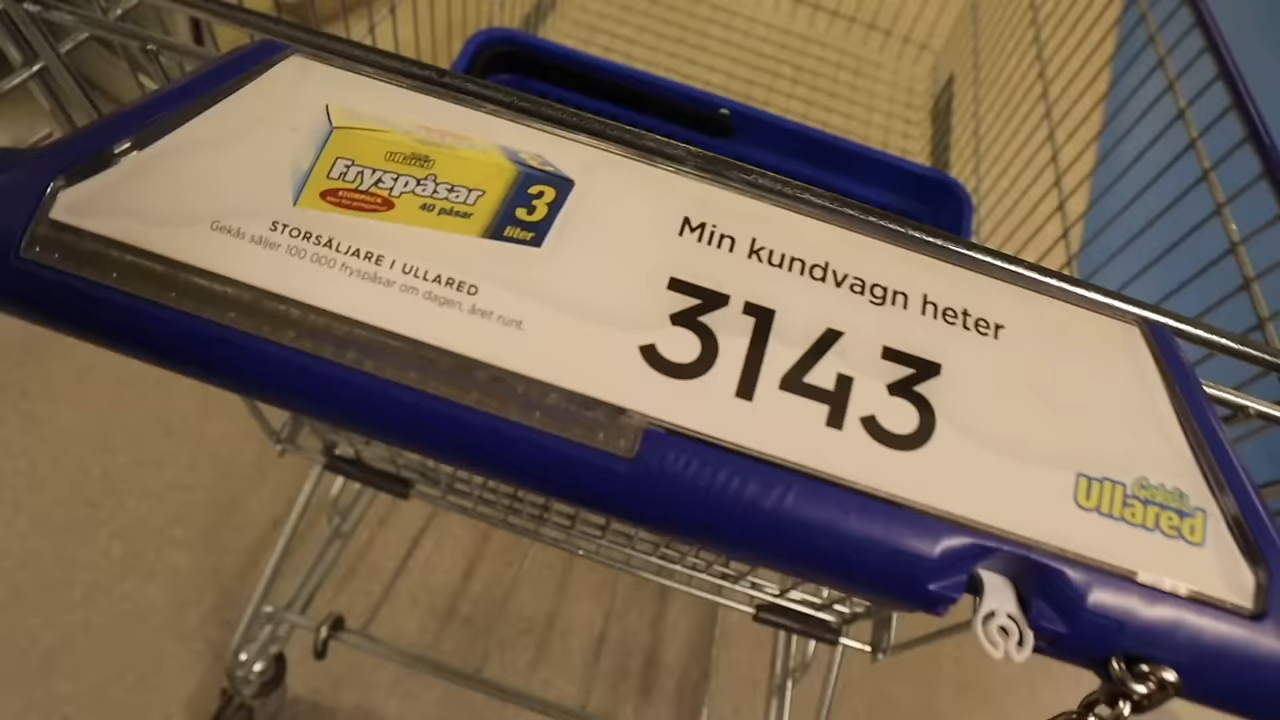 Gekås
Ullared
Fryspåsar
STORPACK
40 påsar
3
liter
STORSÄLJARE I ULLARED
Gekås säljer 100 000 fryspåsar om dagen, året runt.
Min kundvagn heter
3143
Gekås
Ullared